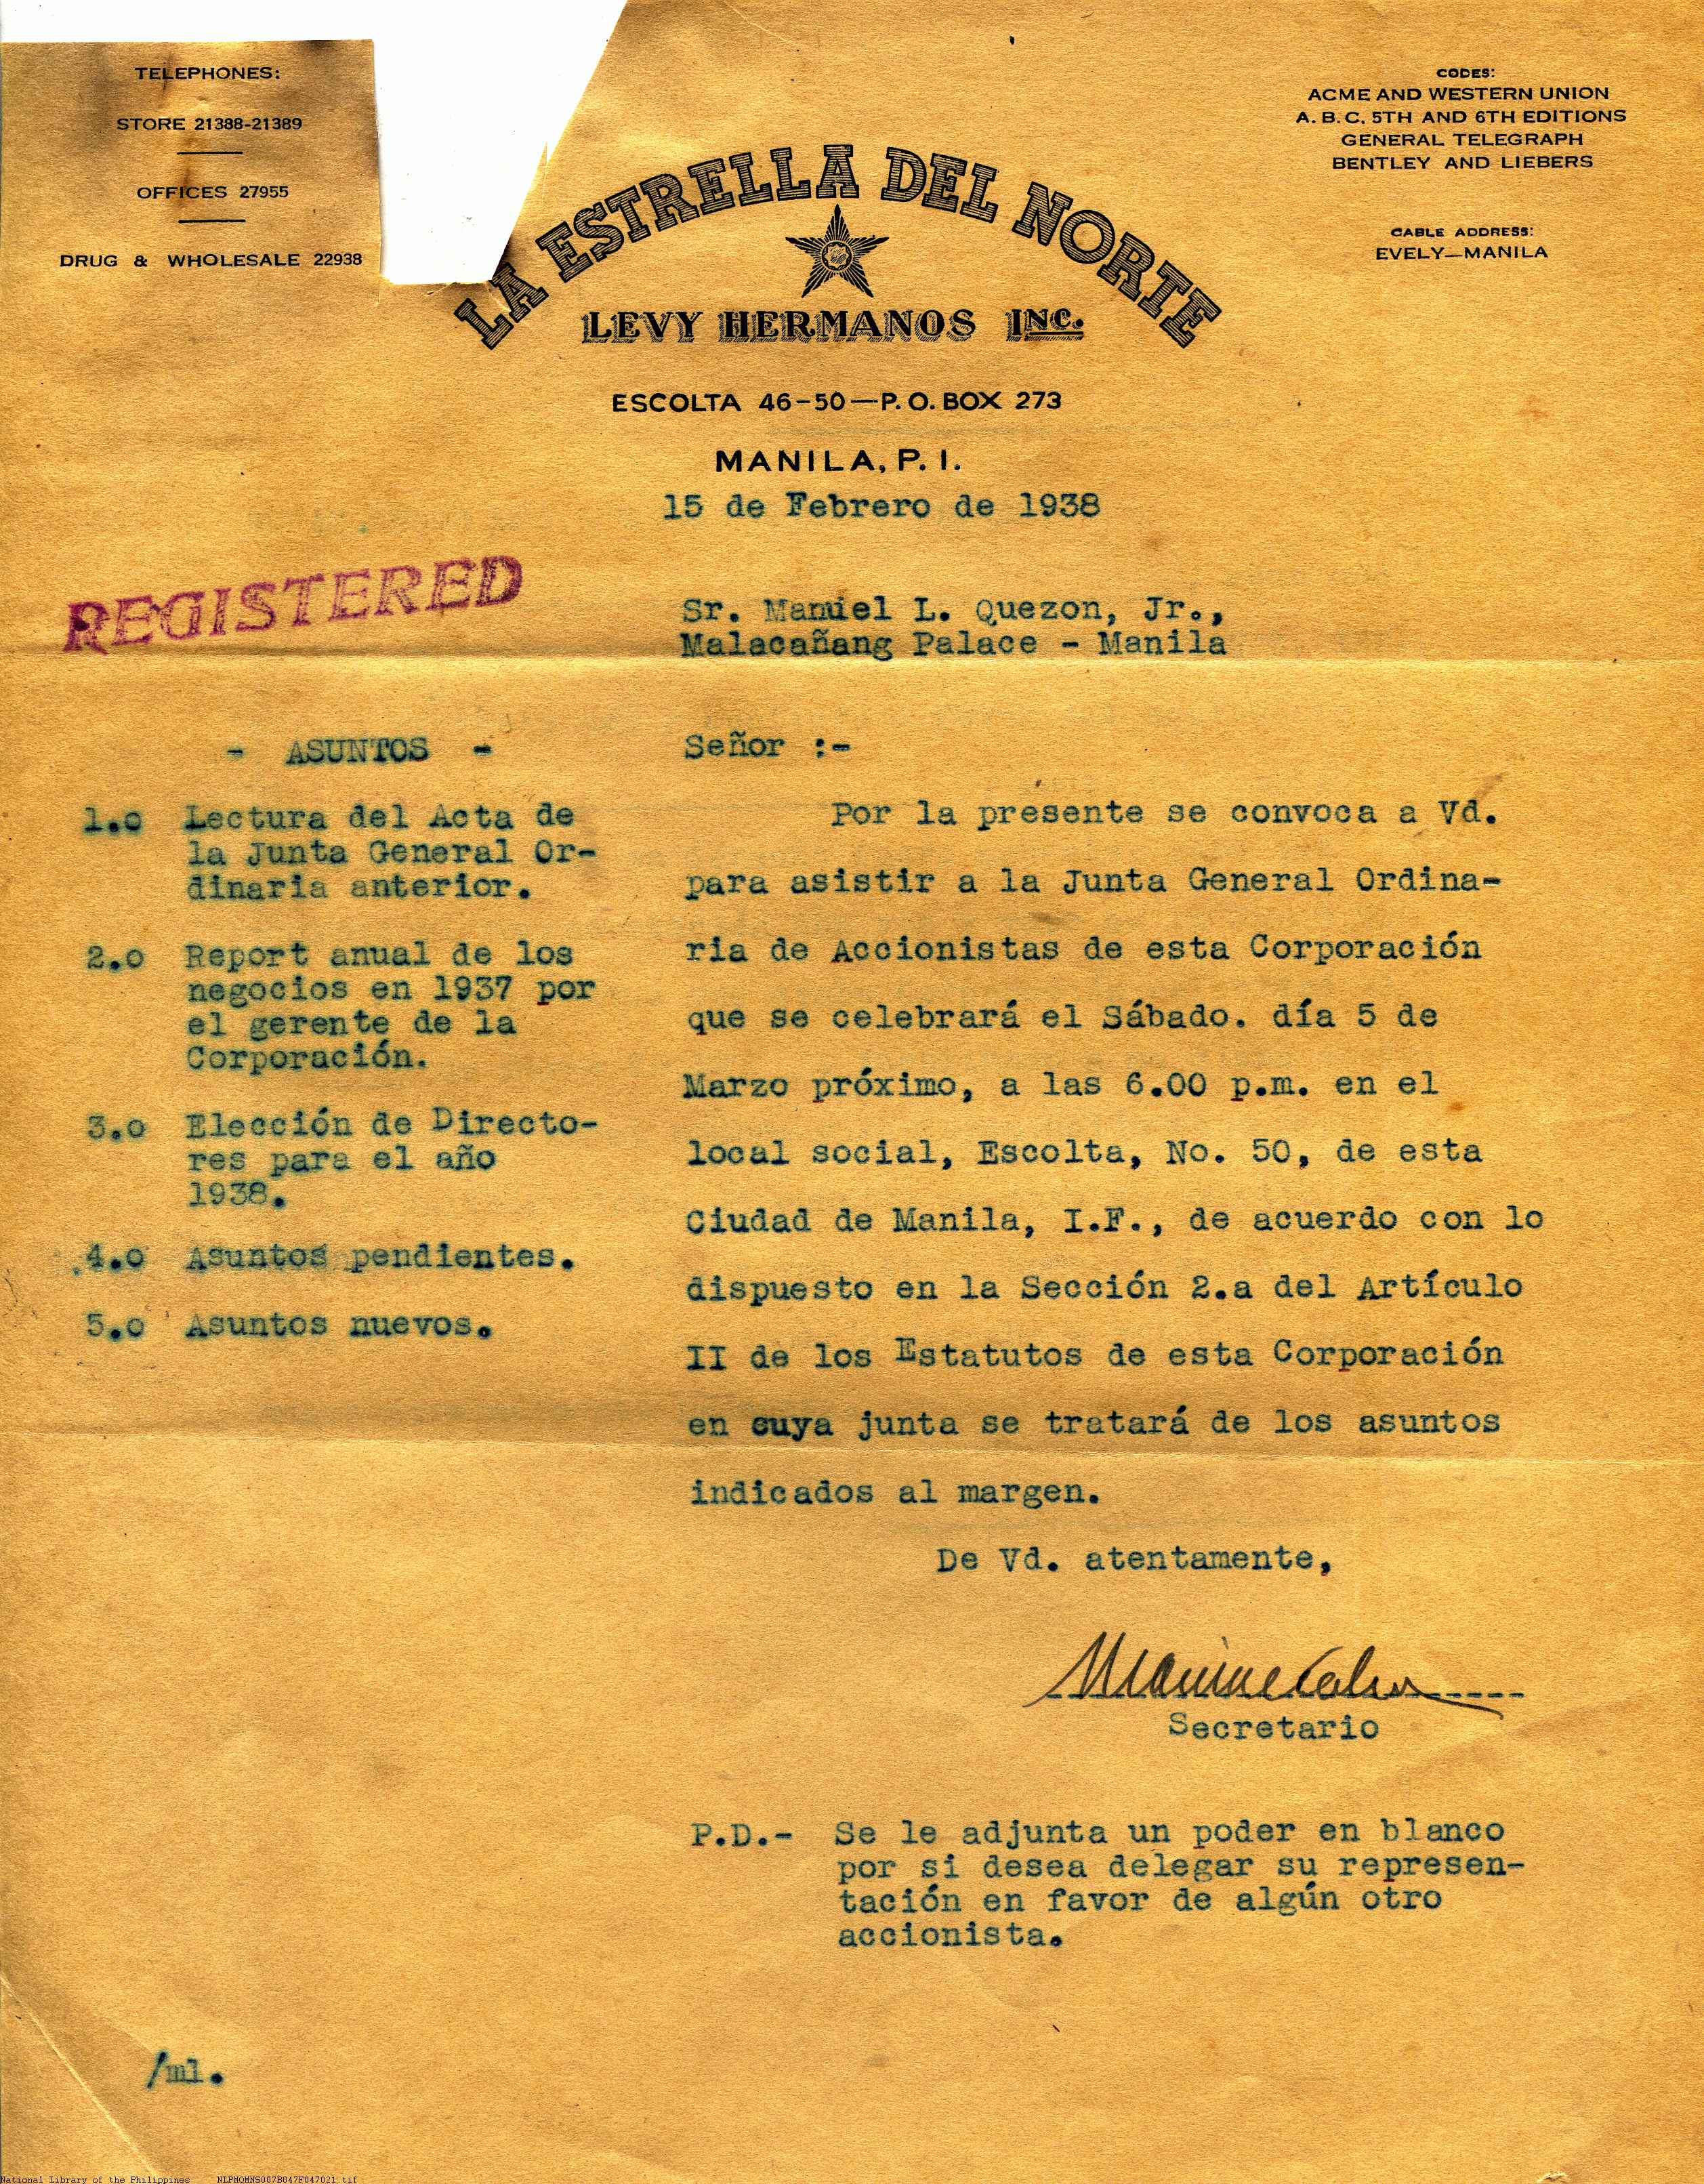 TELEPHONES:
STORE 21388-21389
OFFICES 27955
DRUG & WHOLESALE 22938
CODES:
ACME AND WESTERN UNION
A. B. C. 5TH AND 6TH EDITIONS
GENERAL TELEGRAPH
BENTLEY AND LIEBERS
CABLE ADDRESS:
EVELY—MANILA
LA ESTRELLA DEL NORTE
LEVY HERMANOS INC.
ESCOLTA 46-50—P. O. BOX 273
MANILA, P. I.
15 de Febrero de 1938
REGISTERED
Sr. Manuel L. Quezon, Jr.,
Malacañang Palace - Manila
- ASUNTOS -
1.o Lectura del Acta de
la Junta General Or-
dinaria anterior.
2.o Report anual de los
negocios en 1937 por
el gerente de la
Corporación.
3.o Elección de Directo-
res para el año
1938.
4.o Asuntos pendientes.
5.o Asuntos nuevos.
Señor :-
Por la presente se convoca a Vd.
para asistir a la Junta General Ordina-
ria de Accionistas de esta Corporación
que se celebrará el Sábado. día 5 de
Marzo próximo, a las 6.00 p.m. en el
local social, Escolta, No. 50, de esta
Ciudad de Manila, I.F., de acuerdo con lo
dispuesto en la Sección 2.a del Artículo
II de los Estatutos de esta Corporación
en cuya junta se tratará de los asuntos
indicados al margen.
De Vd. atentamente,
Secretario
P.D.- Se le adjunta un poder en blanco
por si desea delegar su represen-
tación en favor de algún otro
accionista.
/ml.
National Library of the Philippines NLPMQMNS007B047F047021.tif